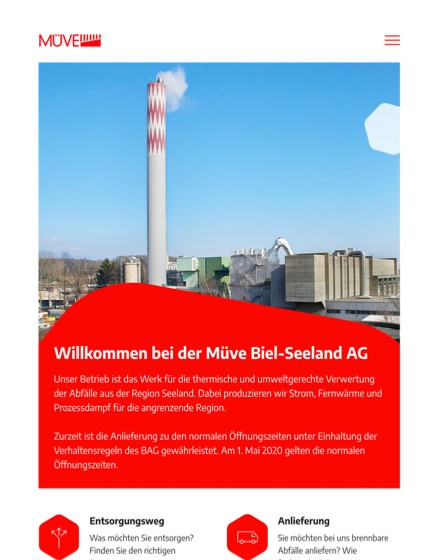 MÜVE
Willkommen bei der Müve Biel-Seeland AG
Unser Betrieb ist das Werk für die thermische und umweltgerechte Verwertung
der Abfälle aus der Region Seeland. Dabei produzieren wir Strom, Fernwärme und
Prozessdampf für die angrenzende Region.
Zurzeit ist die Anlieferung zu den normalen Öffnungszeiten unter Einhaltung der
Verhaltensregeln des BAG gewährleistet. Am 1. Mai 2020 gelten die normalen
Öffnungszeiten.
Entsorgungsweg
Was möchten Sie entsorgen?
Finden Sie den richtigen
Anlieferung
Sie möchten bei uns brennbare
Abfälle anliefern? Wie